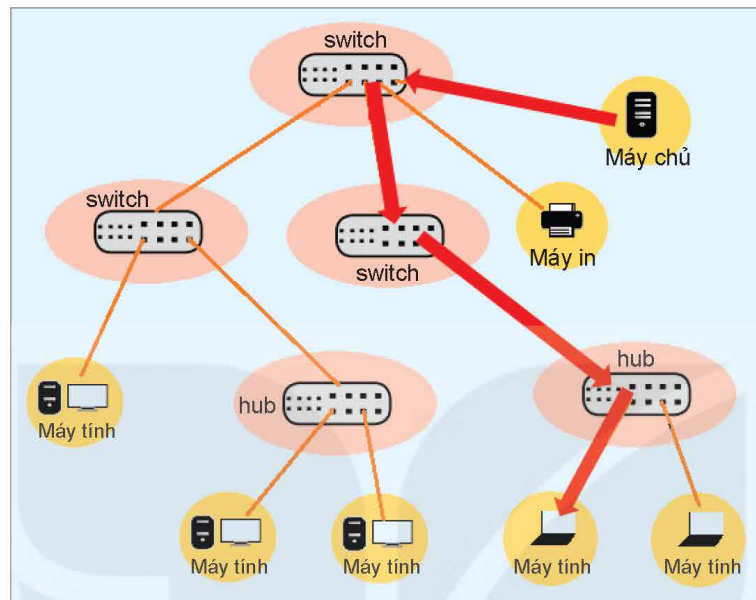 switch
Máy chủ
switch
Máy in
switch
hub
Máy tính
hub
Máy tính
Máy tính
Máy tính
Máy tính